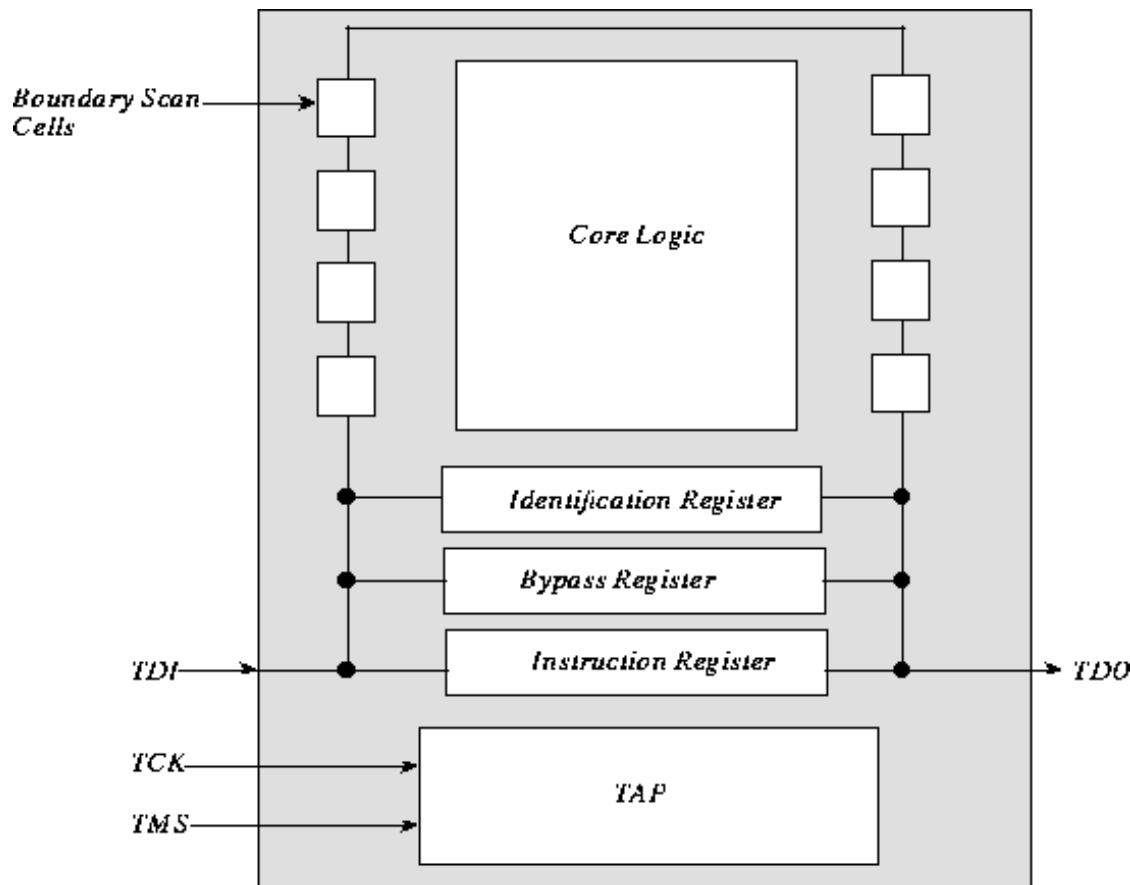 Boundary Scan
Cells
Core Logic
Identification Register
Bypass Register
TDI
Instruction Register
TDO
TCK
TAP
TMS